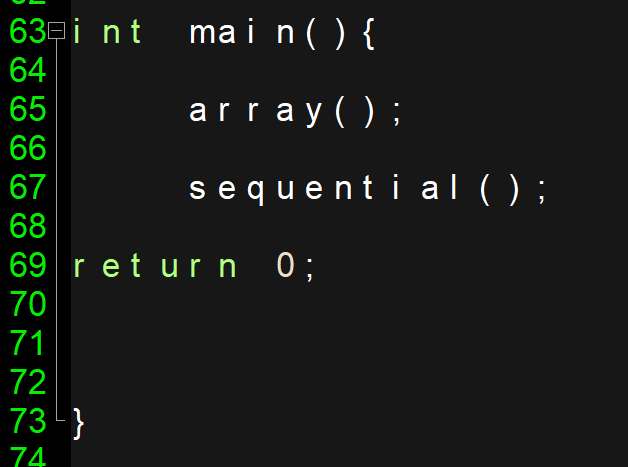 63 int main(){
64
65 array();
66
67 sequential();
68
69 return 0;
70
71
72
73 }
74